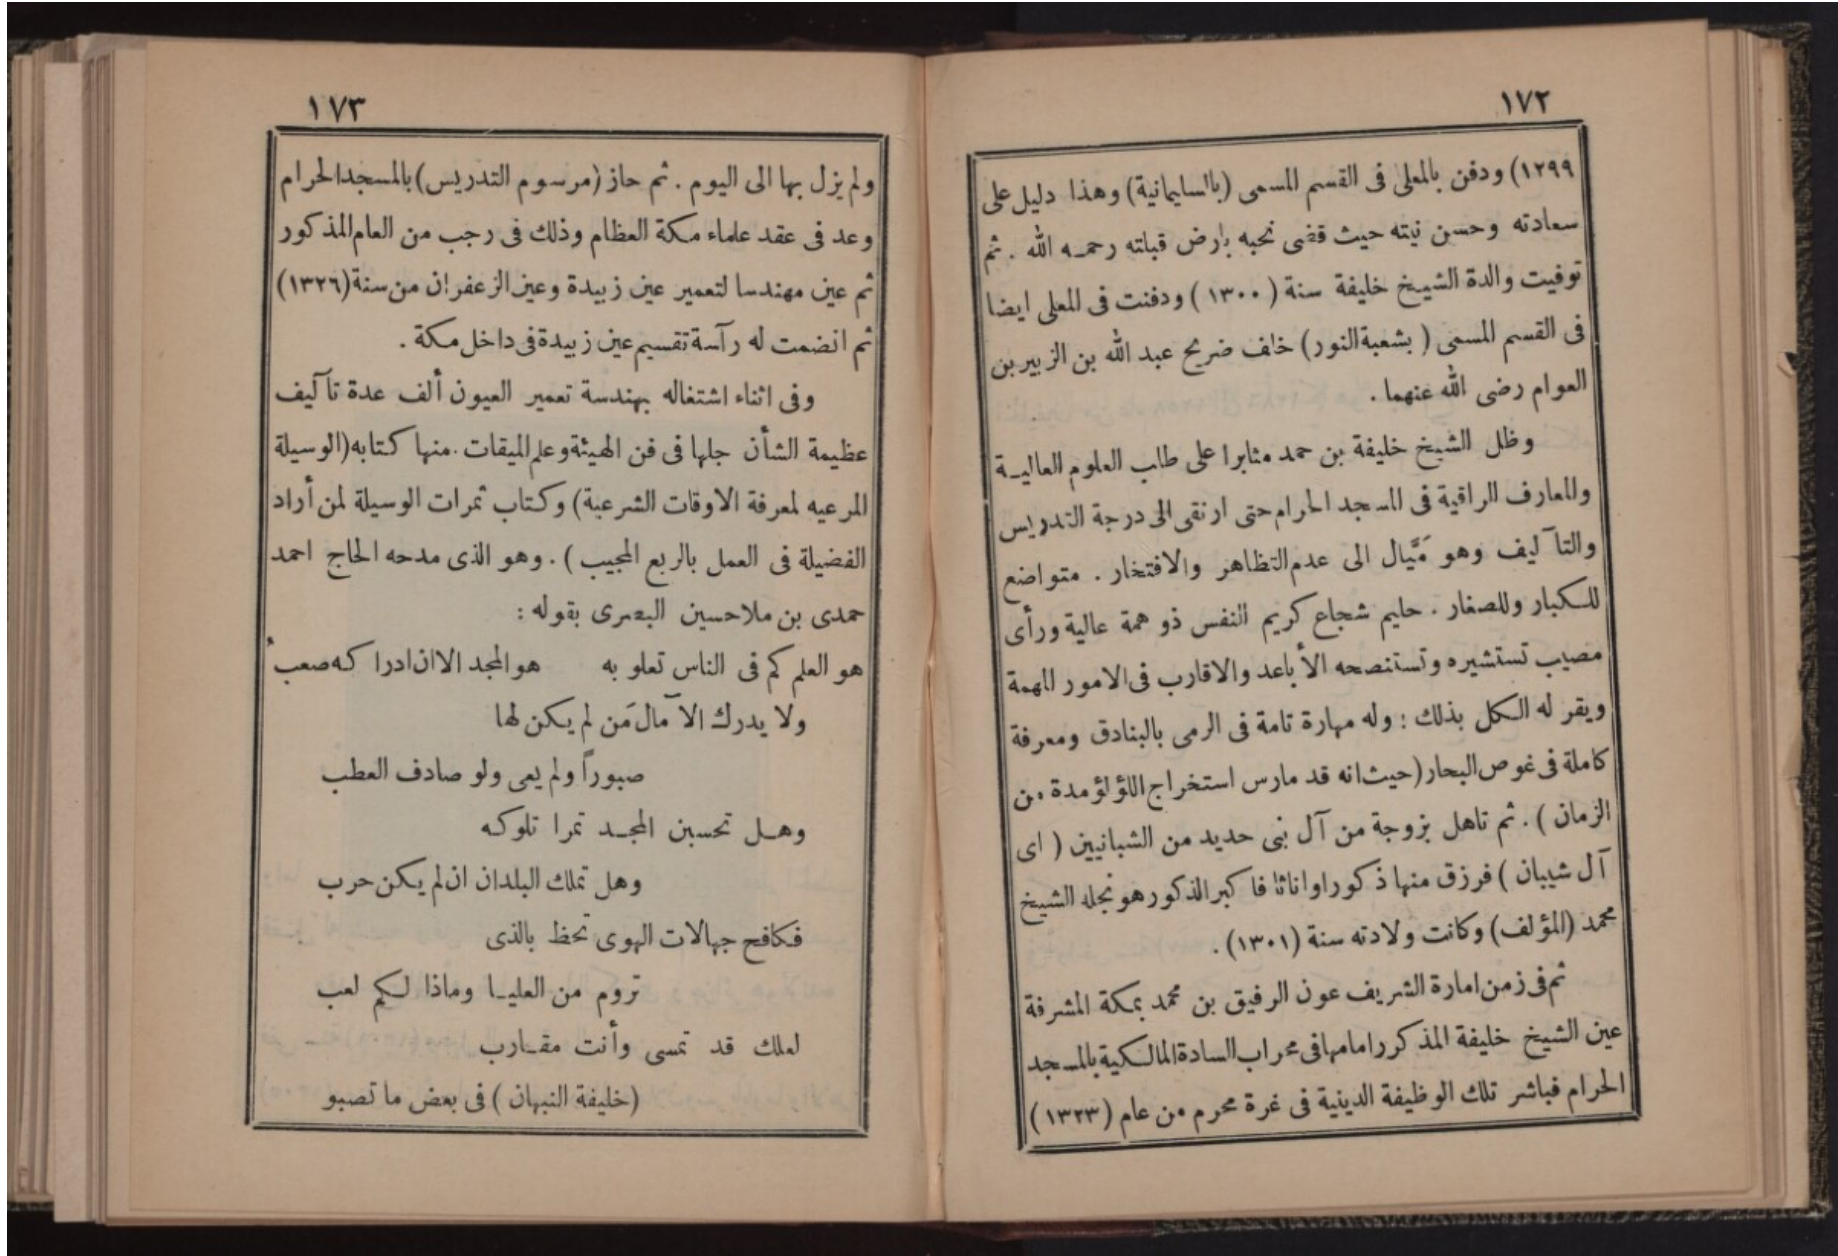 ١٧٢
١٢٩٩) ودفن بالمعلى فى القسم المسمى (بالسليمانية) وهذا دليل على
سعادته وحسن نيته حيث قضى نحبه بارض قبلته رحمه الله . ثم
توفيت والدة الشيخ خليفة سنة (١٣٠٠) ودفنت فى المعلى ايضا
فى القسم المسمى (بشعبة النور) خلف ضريح عبد الله بن الزبير بن
العوام رضى الله عنهما .
وظل الشيخ خليفة بن حمد مثابرا على طلب العلوم العالية
والمعارف الراقية فى المسجد الحرام حتى ارتقى الى درجة التدريس
والتآليف وهو مَيَّال الى عدم التظاهر والافتخار . متواضع
للكبار وللصغار . حليم شجاع كريم النفس ذو همة عالية ورأى
مصيب تستشيره وتستنصحه الأباعد والاقارب فى الامور المهمة
ويقر له الكل بذلك : وله مهارة تامة فى الرمى بالبنادق ومعرفة
كاملة فى غوص البحار (حيث انه قد مارس استخراج اللؤلؤ مدة من
الزمان) . ثم تاهل بزوجة من آل نبى حديد من الشبانيين ( اى
آل شيبان ) فرزق منها ذكورا واناثا فاكبر الذكور هو نجله الشيخ
محمد (المؤلف) وكانت ولادته سنة (١٣٠١) .
ثم فى زمن امارة الشريف عون الرفيق بن محمد بمكة المشرفة
عين الشيخ خليفة المذكور اماما فى محراب السادة المالكية بالمسجد
الحرام فباشر تلك الوظيفة الدينية فى غرة محرم من عام (١٣٢٣)
١٧٣
ولم يزل بها الى اليوم . ثم حاز (مرسوم التدريس) بالمسجد الحرام
وعد فى عقد علماء مكة العظام وذلك فى رجب من العام المذكور
ثم عين مهندسا لتعمير عين زبيدة وعين الزعفران من سنة (١٣٢٦)
ثم انضمت له رآسة تقسيم عين زبيدة فى داخل مكة .
وفى اثناء اشتغاله بهندسة تعمير العيون ألف عدة تآليف
عظيمة الشأن جلها فى فن الهيئة وعلم الميقات . منها كتابه (الوسيلة
المرعيه لمعرفة الاوقات الشرعية) وكتاب ثمرات الوسيلة لمن أراد
الفضيلة فى العمل بالربع المجيب ) . وهو الذى مدحه الحاج احمد
حمدى بن ملا حسين البصرى بقوله :
هو العلم كم فى الناس تعلو به هو المجد الا ان ادراكه صعبُ
ولا يدرك الآمال مَن لم يكن لها
صبوراً ولم يعى ولو صادف العطب
وهل تحسبن المجد تمرا تلوكه
وهل تملك البلدان ان لم يكن حرب
فكافح جهالات الهوى تحظ بالذى
تروم من العليا وماذا لكم لعب
لعلك قد تمسى وأنت مقارب
(خليفة النبهان) فى بعض ما تصبو